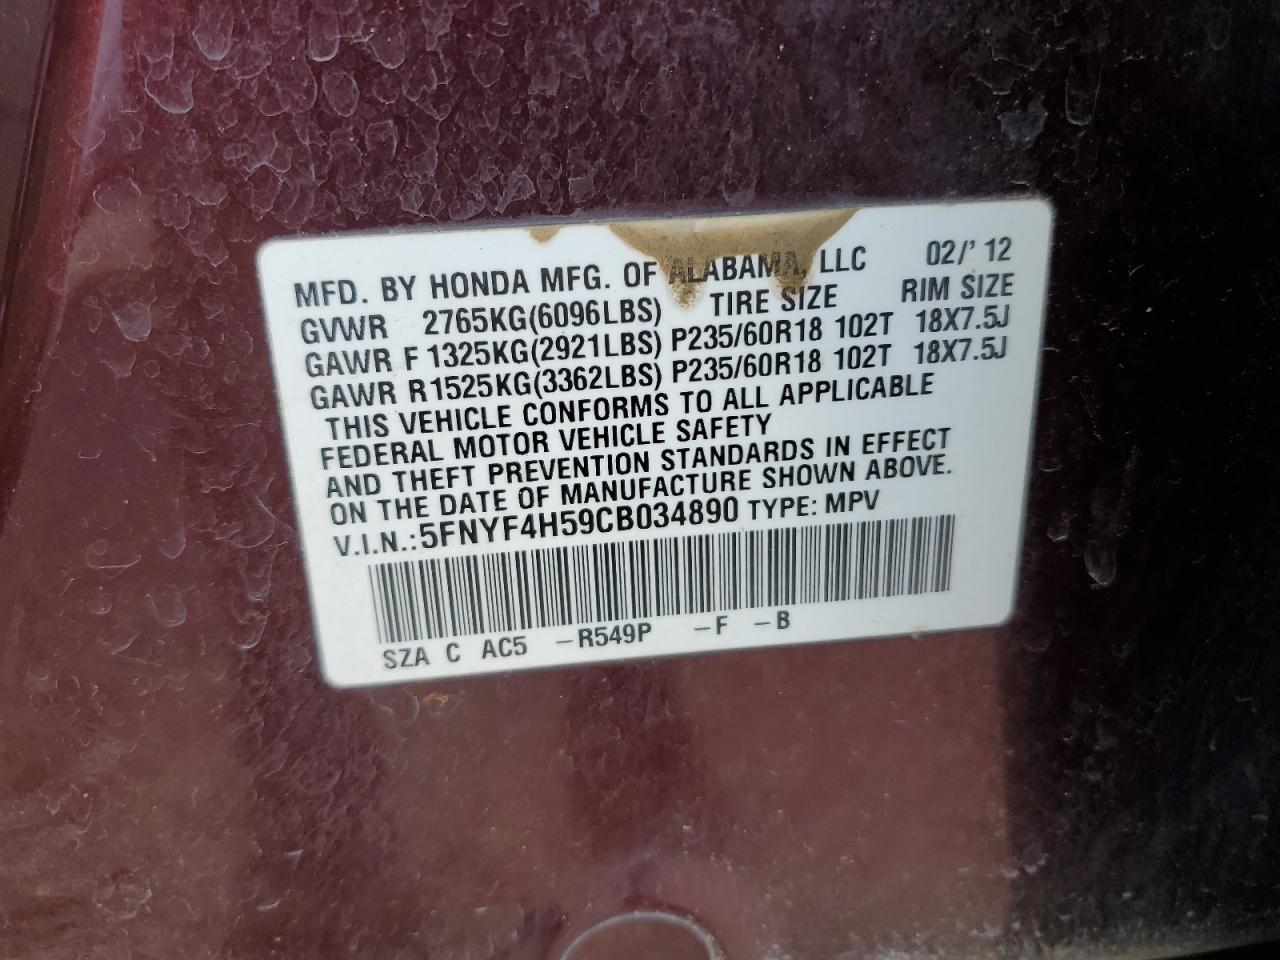 MFD. BY HONDA MFG. OF ALABAMA, LLC 02/' 12
GVWR 2765KG(6096LBS) TIRE SIZE RIM SIZE
GAWR F 1325KG(2921LBS) P235/60R18 102T 18X7.5J
GAWR R1525KG(3362LBS) P235/60R18 102T 18X7.5J
THIS VEHICLE CONFORMS TO ALL APPLICABLE
FEDERAL MOTOR VEHICLE SAFETY
AND THEFT PREVENTION STANDARDS IN EFFECT
ON THE DATE OF MANUFACTURE SHOWN ABOVE.
V.I.N.:5FNYF4H59CB034890 TYPE: MPV
SZA C AC5 –R549P –F –B